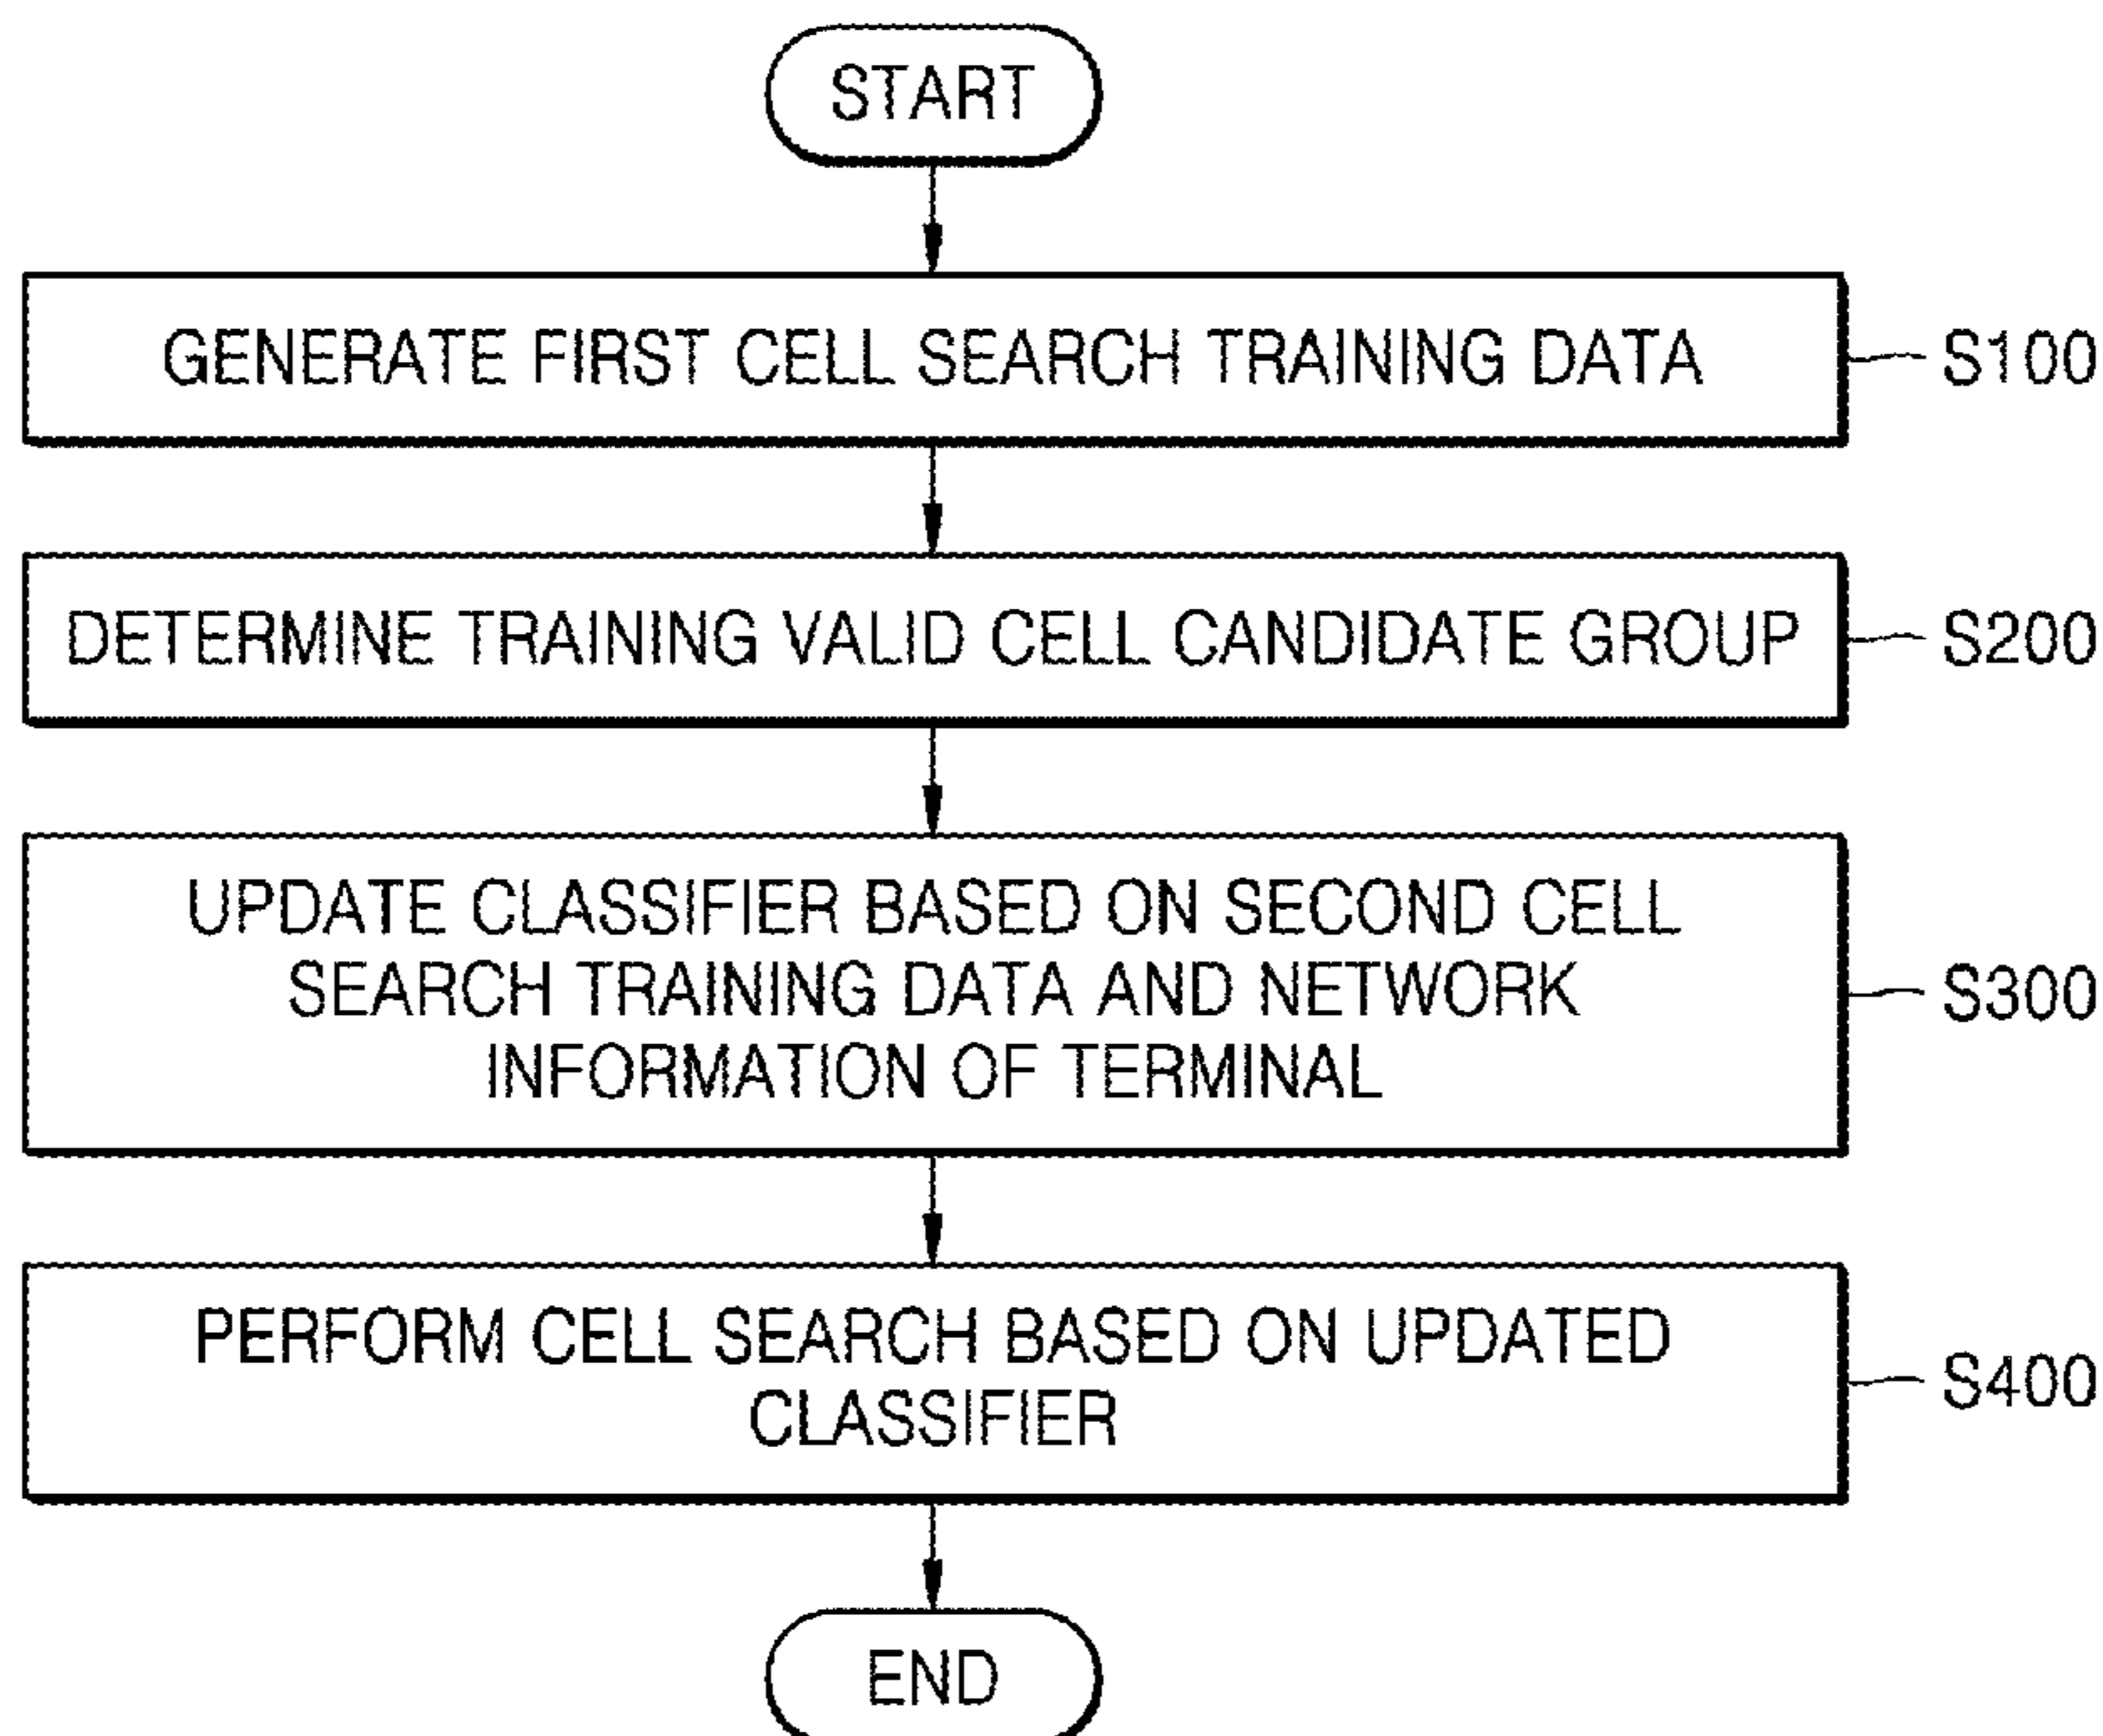 START
GENERATE FIRST CELL SEARCH TRAINING DATA
S100
DETERMINE TRAINING VALID CELL CANDIDATE GROUP
S200
UPDATE CLASSIFIER BASED ON SECOND CELL
SEARCH TRAINING DATA AND NETWORK
INFORMATION OF TERMINAL
S300
PERFORM CELL SEARCH BASED ON UPDATED
CLASSIFIER
S400
END